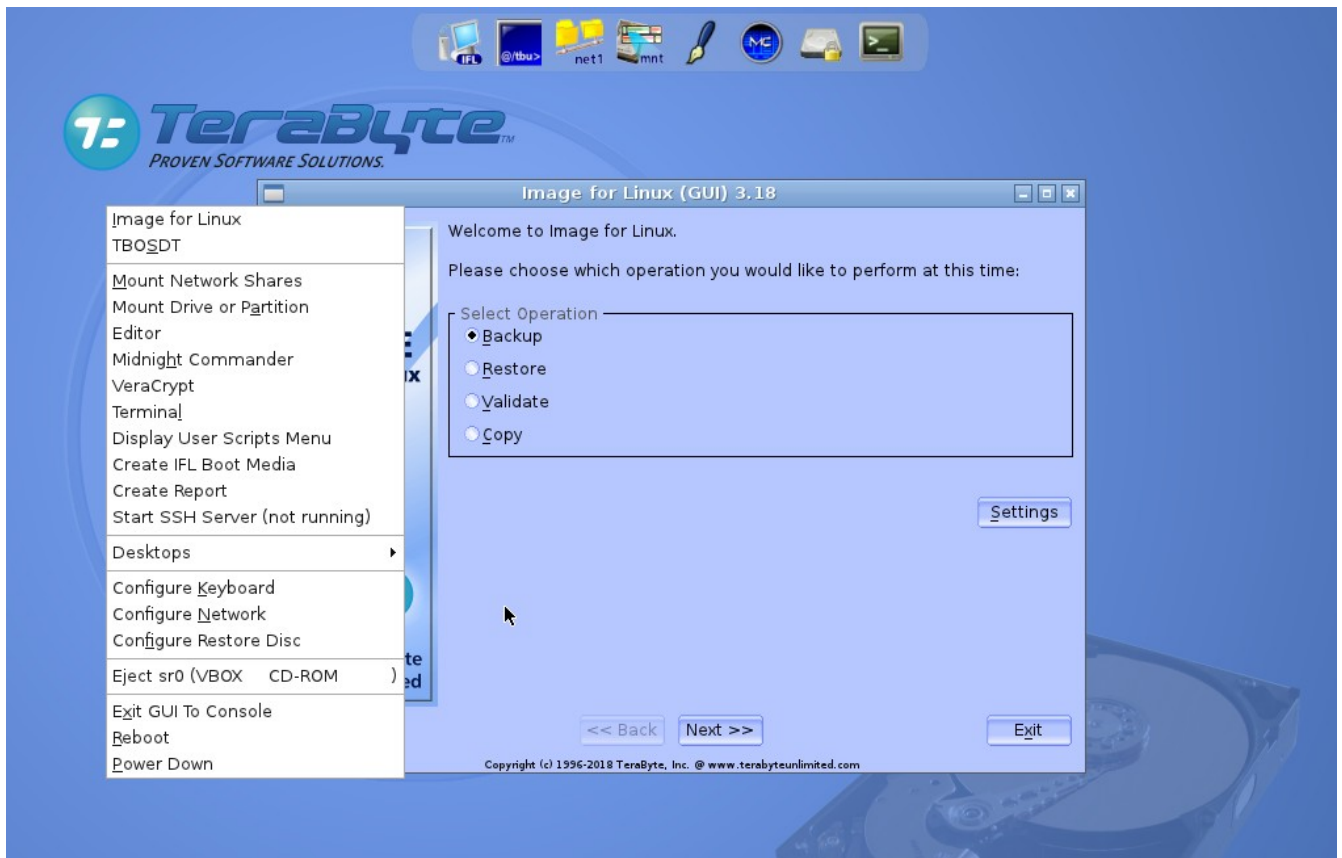 IFL
@/tbu>
net1
mnt
MC
>_
TeraByte™
PROVEN SOFTWARE SOLUTIONS.
Image for Linux (GUI) 3.18
Image for Linux
TBOSDT
Mount Network Shares
Mount Drive or Partition
Editor
Midnight Commander
VeraCrypt
Terminal
Display User Scripts Menu
Create IFL Boot Media
Create Report
Start SSH Server (not running)
Desktops
Configure Keyboard
Configure Network
Configure Restore Disc
Eject sr0 (VBOX CD-ROM )
Exit GUI To Console
Reboot
Power Down
Welcome to Image for Linux.
Please choose which operation you would like to perform at this time:
Select Operation
Backup
Restore
Validate
Copy
Settings
<< Back
Next >>
Exit
Copyright (c) 1996-2018 TeraByte, Inc. @ www.terabyteunlimited.com